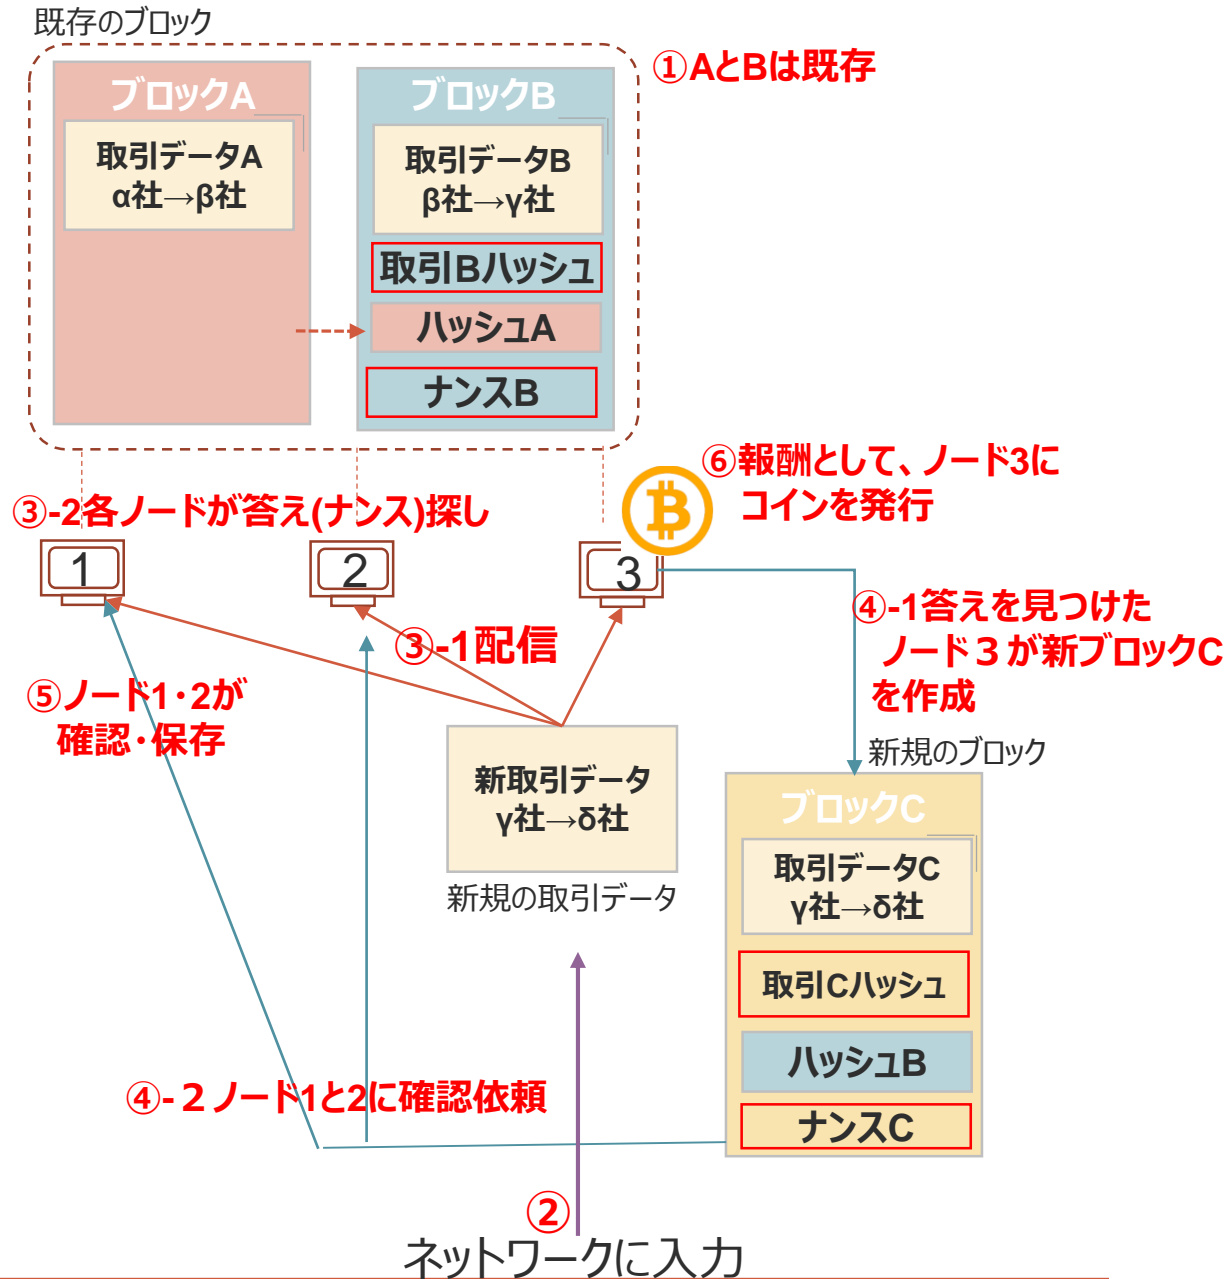 既存のブロック
①AとBは既存
ブロックA
取引データA
α社→β社
ブロックB
取引データB
β社→γ社
取引Bハッシュ
ハッシュA
ナンスB
⑥報酬として、ノード3に
コインを発行
③-2各ノードが答え(ナンス)探し
1
2
3
③-1配信
④-1答えを見つけた
ノード３が新ブロックC
を作成
⑤ノード1・2が
確認・保存
新取引データ
γ社→δ社
新規の取引データ
新規のブロック
ブロックC
取引データC
γ社→δ社
取引Cハッシュ
ハッシュB
ナンスC
④-２ノード1と2に確認依頼
②
ネットワークに入力